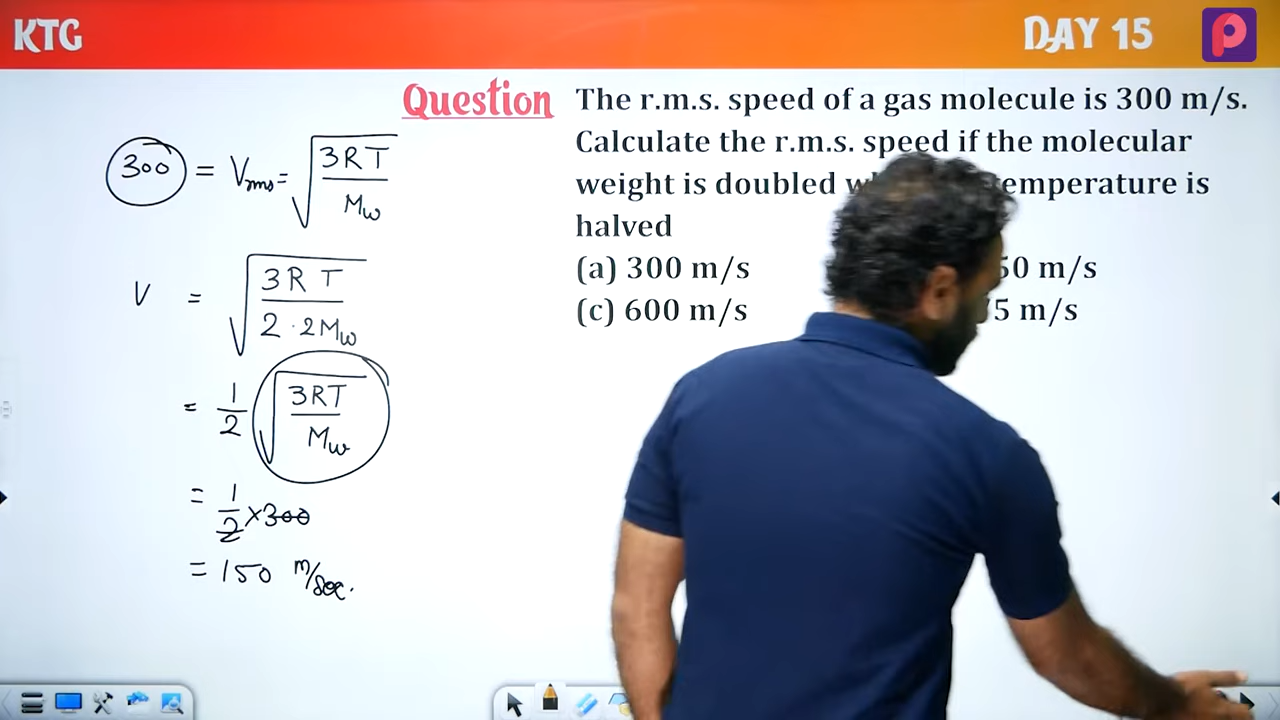 KTG
DAY 15
Question
The r.m.s. speed of a gas molecule is 300 m/s.
Calculate the r.m.s. speed if the molecular
weight is doubled emperature is
halved
(a) 300 m/s 50 m/s
(c) 600 m/s 75 m/s
300 = Vrms = √(3RT/Mw)
V = √(3RT/2·2Mw)
= 1/2 √(3RT/Mw)
= 1/2 × 300
= 150 m/sec.